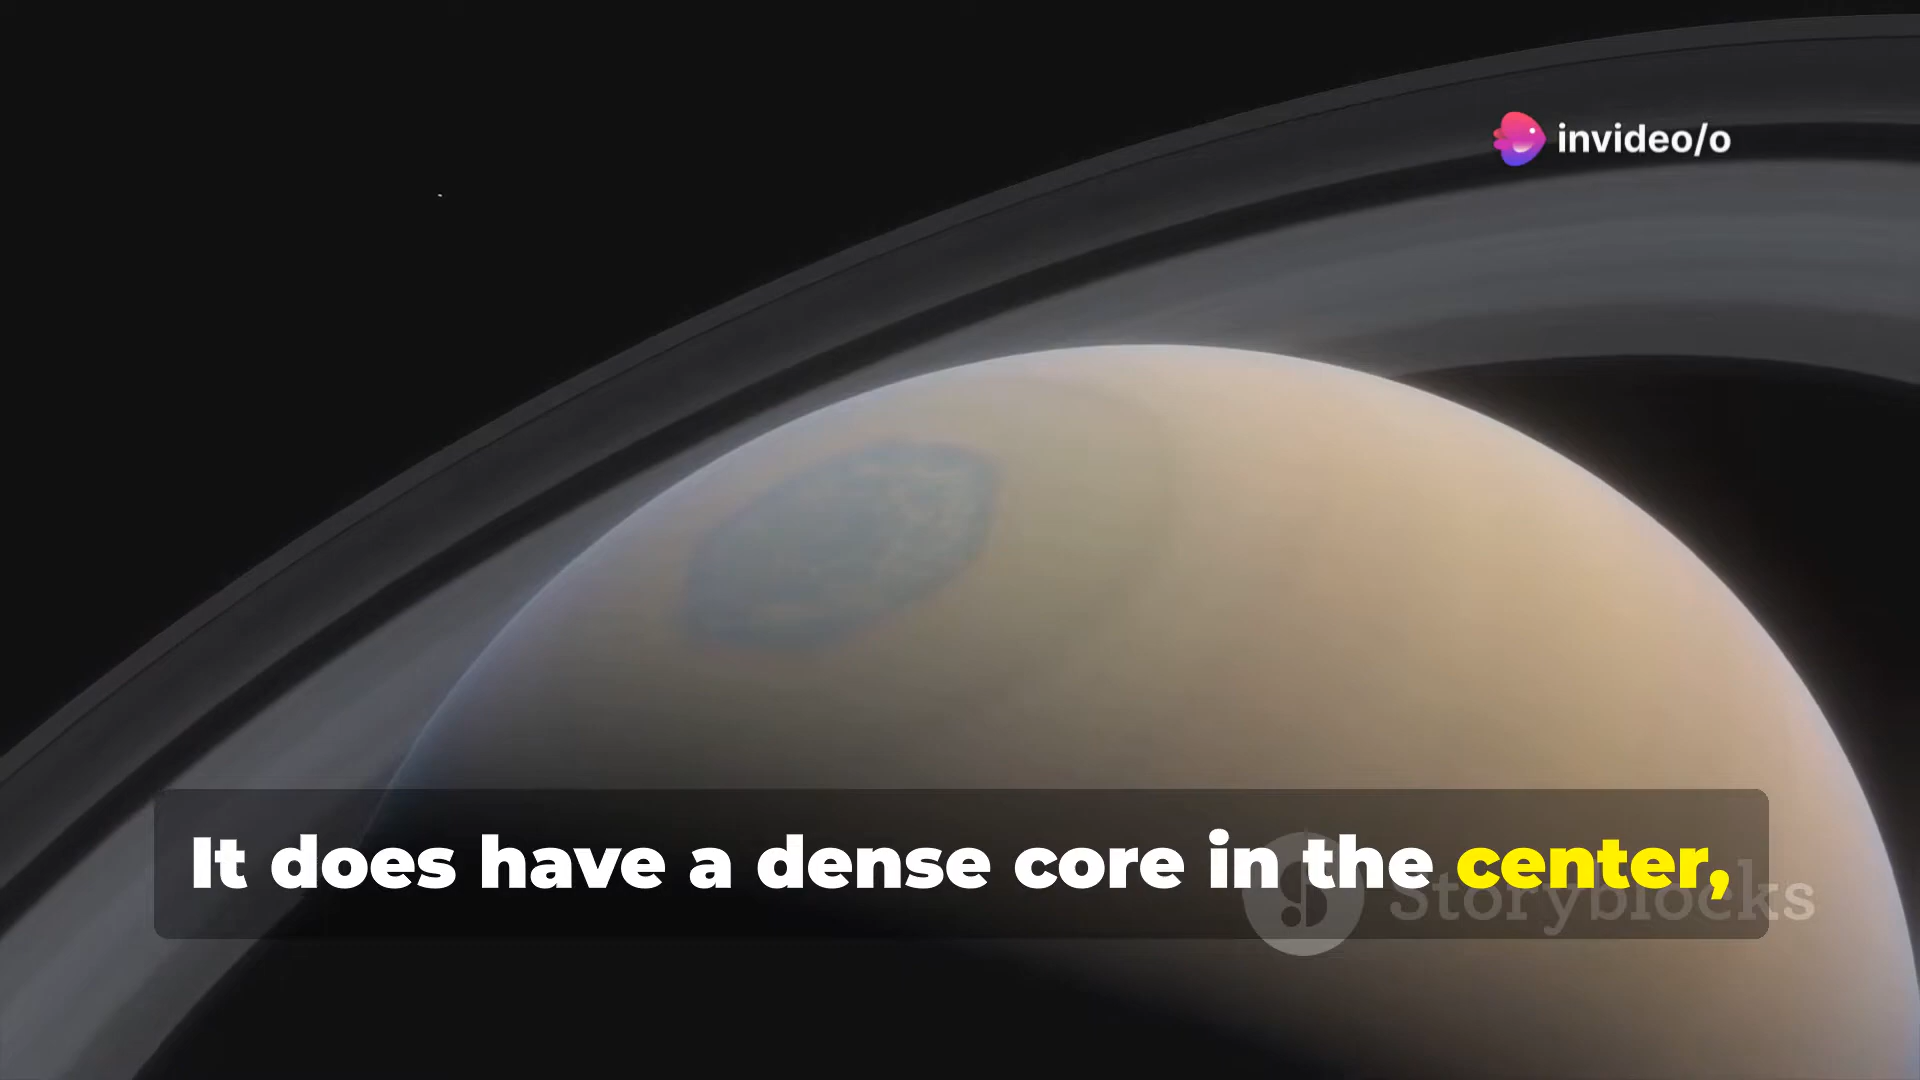 invideo/o
It does have a dense core in the center,
Storyblocks